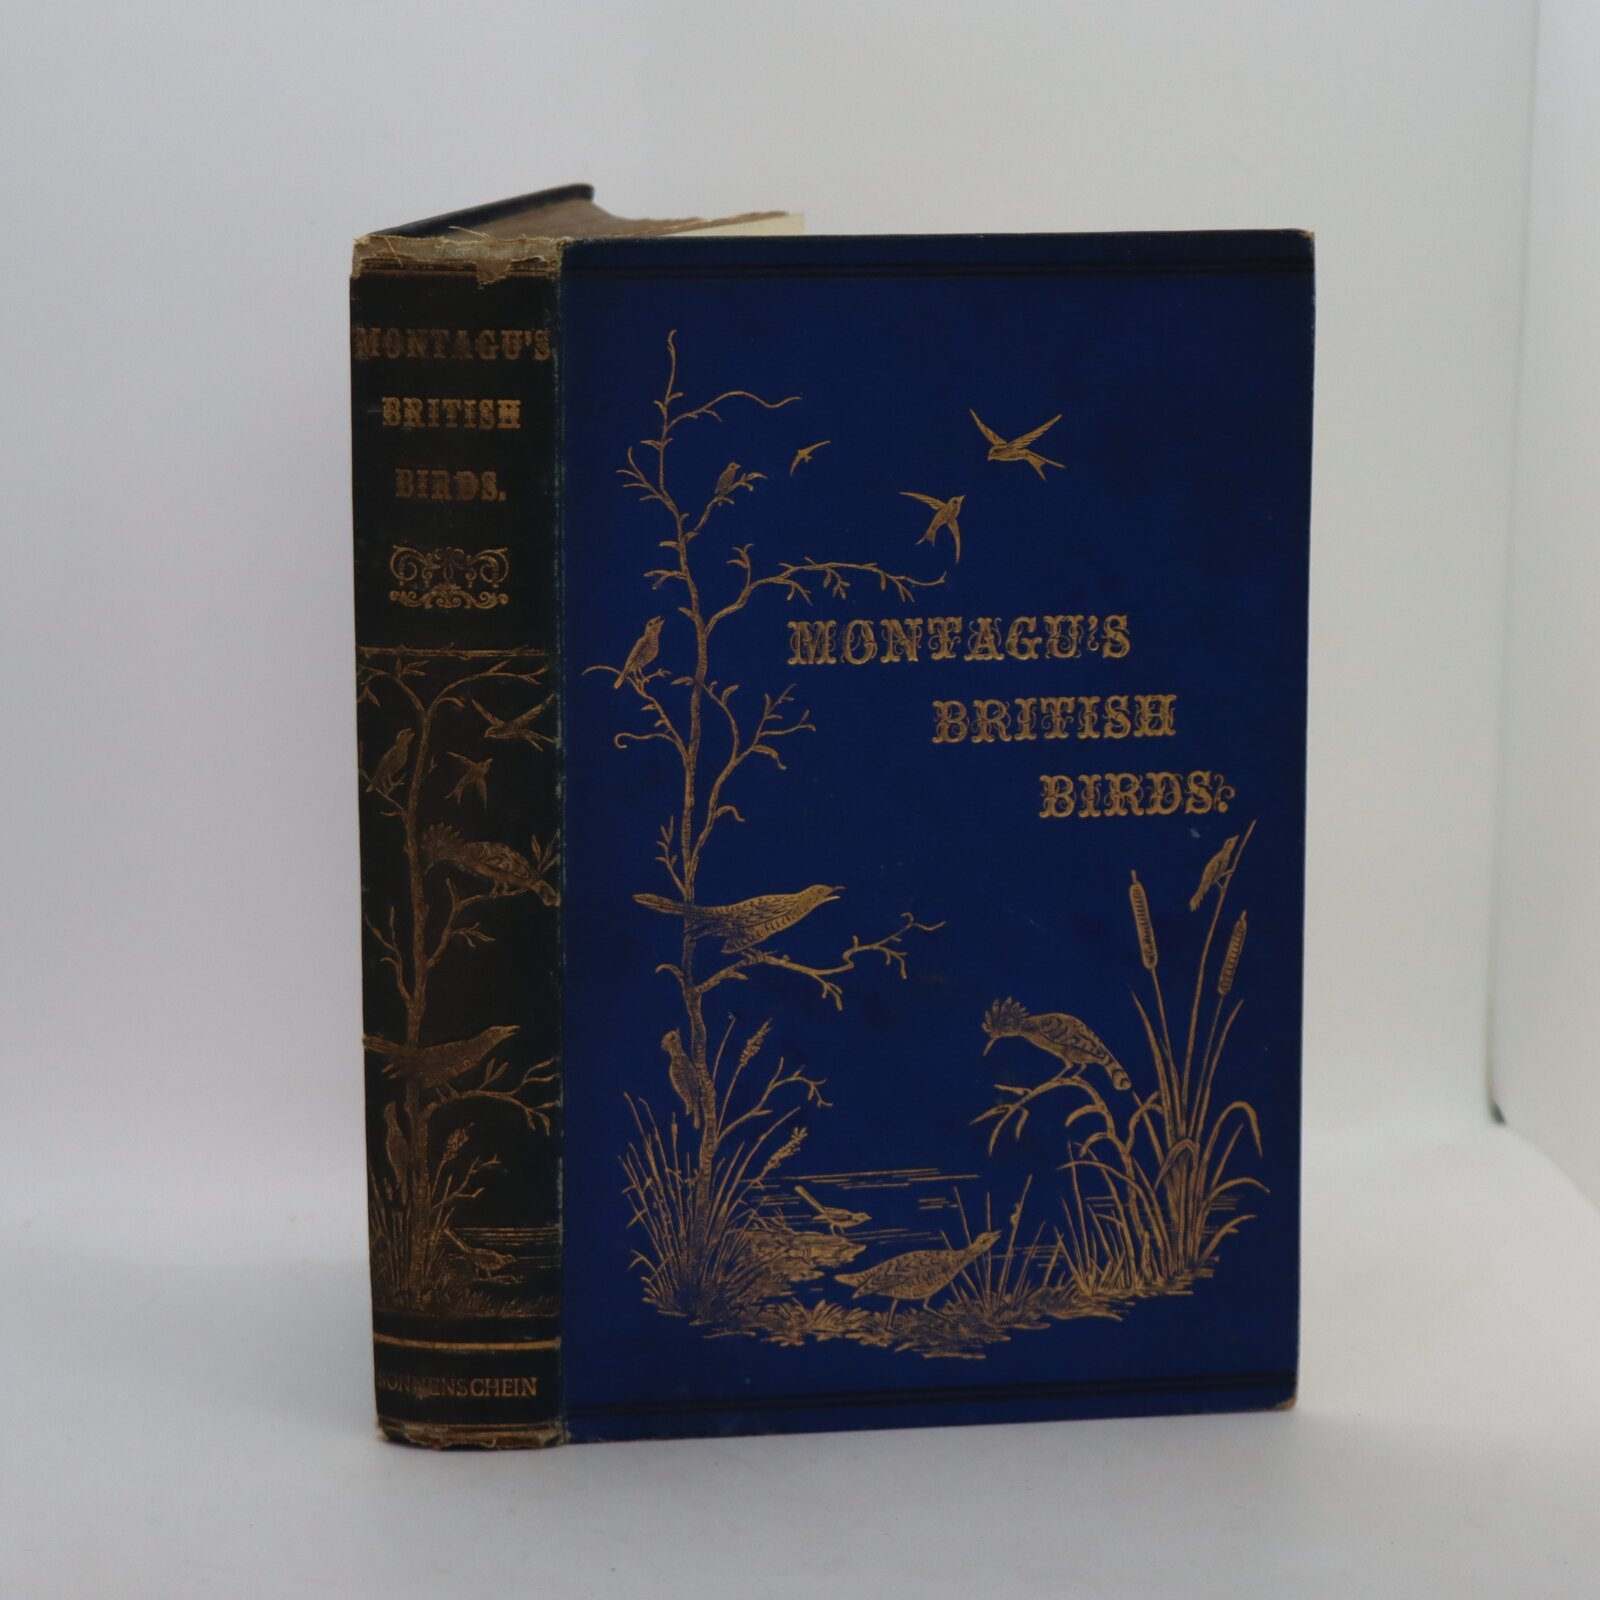 MONTAGU'S
BRITISH
BIRDS.
SONNENSCHEIN
MONTAGU'S
BRITISH
BIRDS.